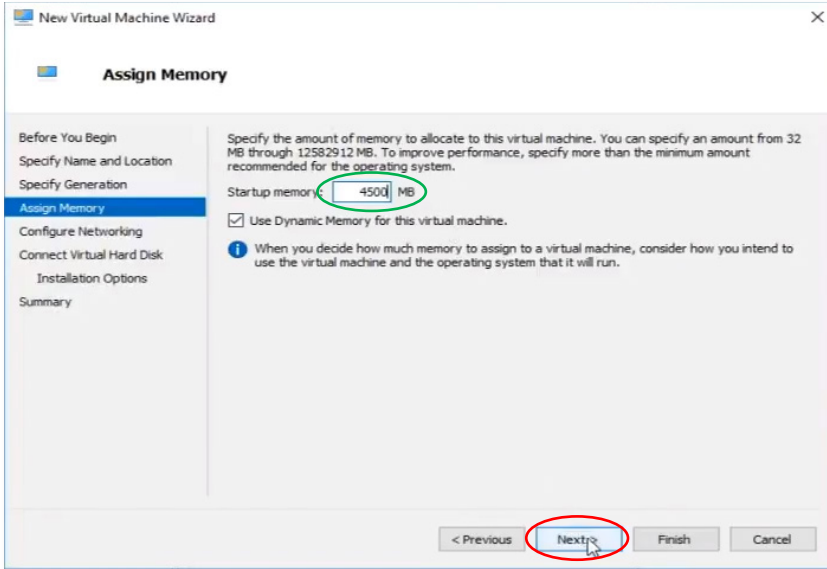 New Virtual Machine Wizard
Assign Memory
Before You Begin
Specify Name and Location
Specify Generation
Assign Memory
Configure Networking
Connect Virtual Hard Disk
Installation Options
Summary
Specify the amount of memory to allocate to this virtual machine. You can specify an amount from 32
MB through 12582912 MB. To improve performance, specify more than the minimum amount
recommended for the operating system.
Startup memory: 4500 MB
Use Dynamic Memory for this virtual machine.
When you decide how much memory to assign to a virtual machine, consider how you intend to
use the virtual machine and the operating system that it will run.
< Previous Next > Finish Cancel